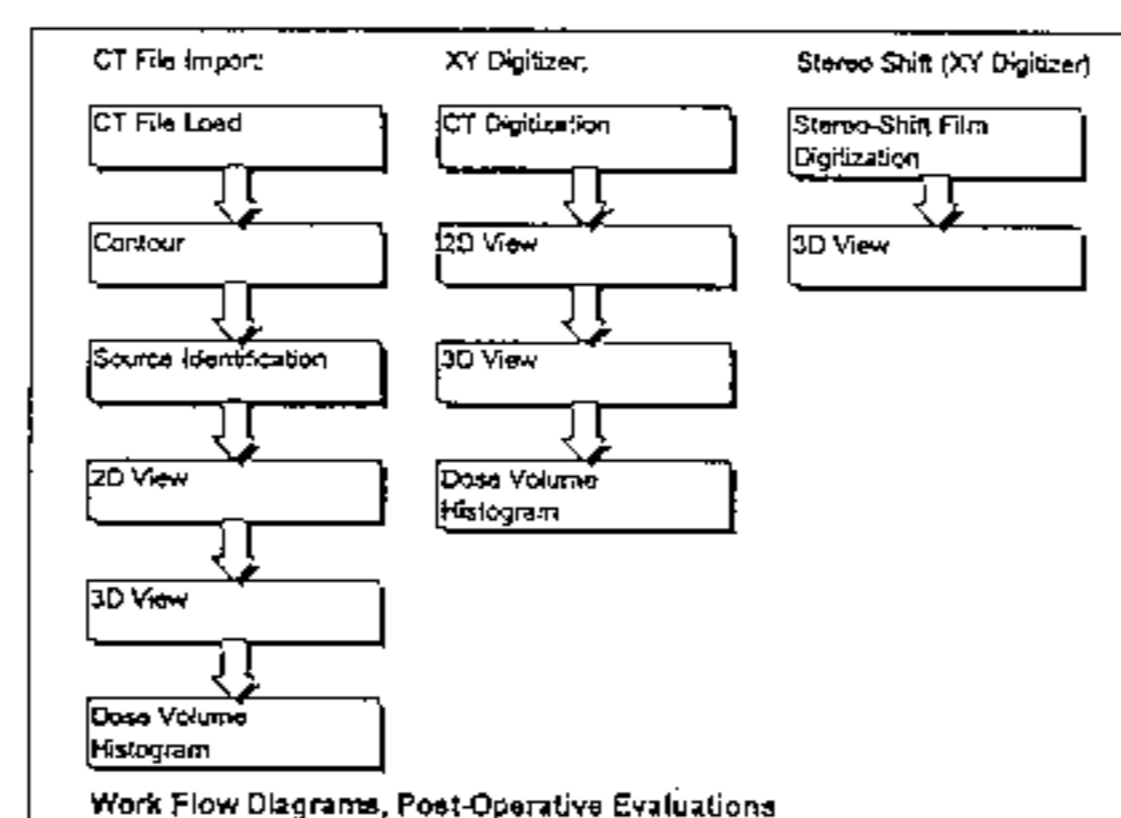 CT File Import:
CT File Load
Contour
Source Identification
2D View
3D View
Dose Volume
Histogram
XY Digitizer:
CT Digitization
2D View
3D View
Dose Volume
Histogram
Stereo Shift (XY Digitizer)
Stereo-Shift Film
Digitization
3D View
Work Flow Diagrams, Post-Operative Evaluations